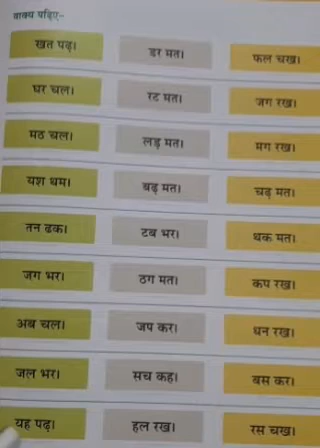 वाक्य पढ़िए–
खत पढ़। डर मत। फल चख।
घर चल। रट मत। जग रख।
मठ चल। लड़ मत। मग रख।
यश थम। बढ़ मत। चढ़ मत।
तन ढक। टब भर। थक मत।
जग भर। ठग मत। कप रख।
अब चल। जप कर। धन रख।
जल भर। सच कह। बस कर।
यह पढ़। हल रख। रस चख।